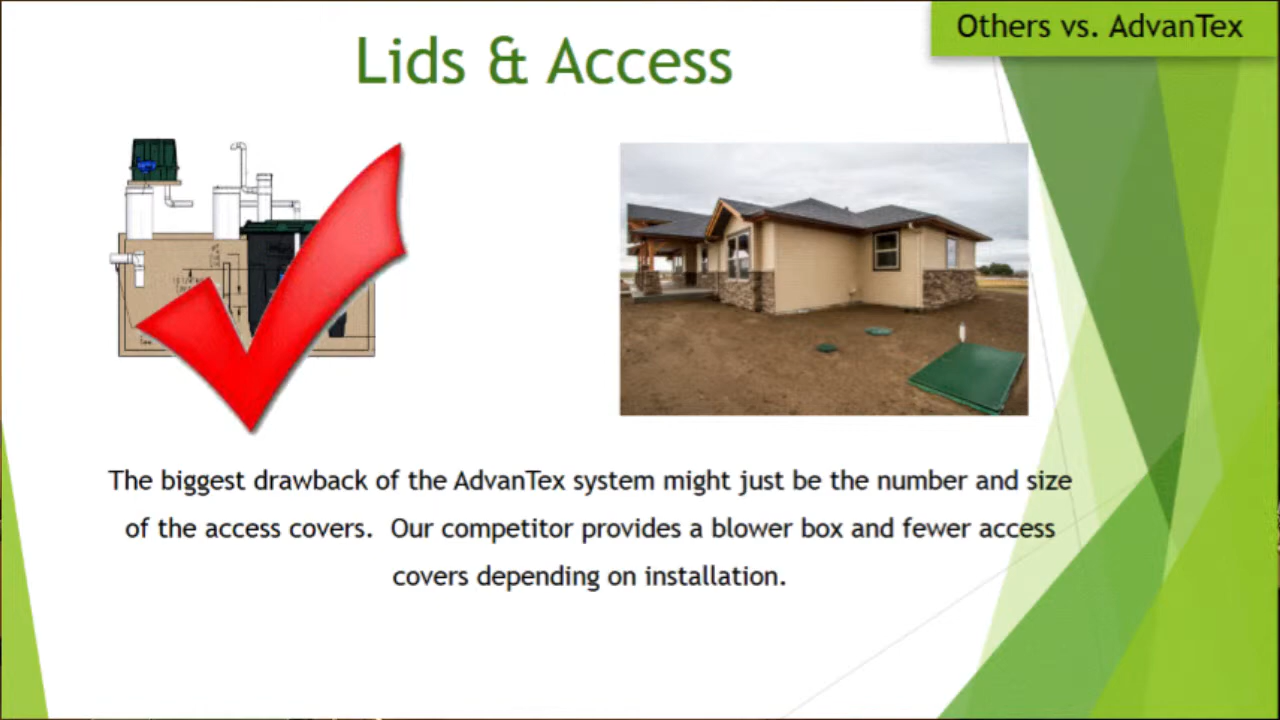 Others vs. AdvanTex
Lids & Access
The biggest drawback of the AdvanTex system might just be the number and size
of the access covers. Our competitor provides a blower box and fewer access
covers depending on installation.